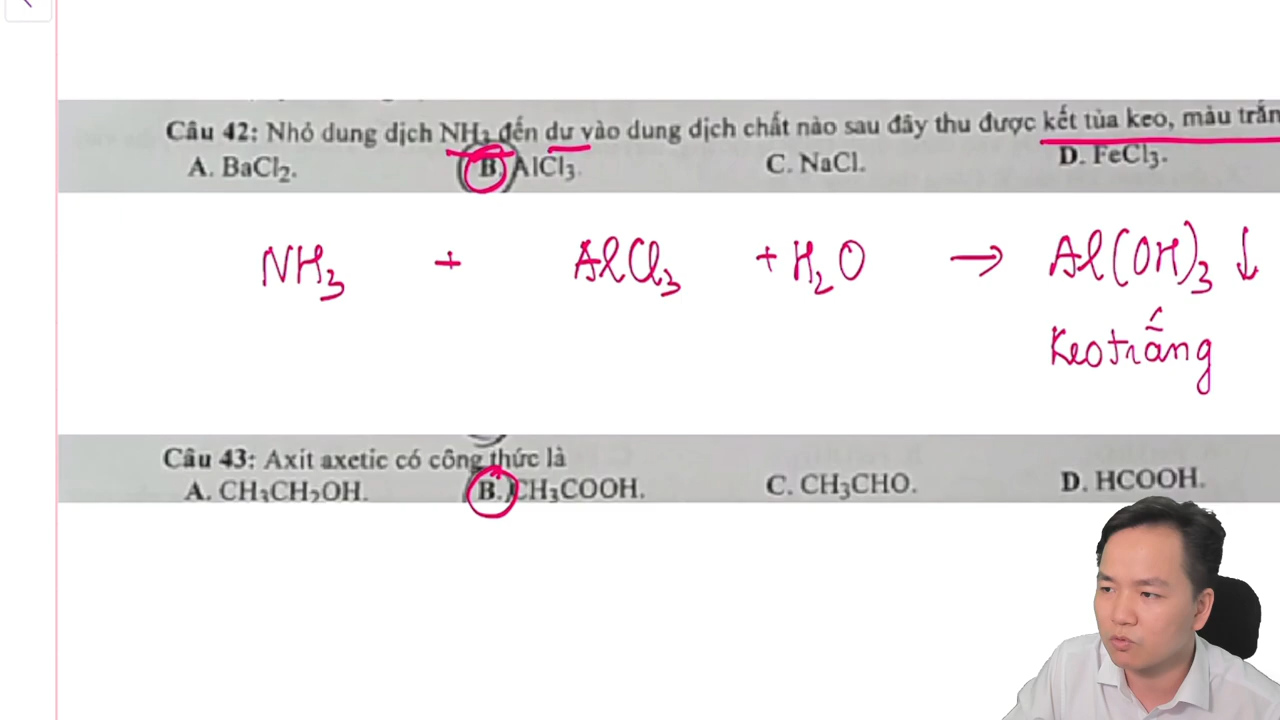 Câu 42: Nhỏ dung dịch NH₃ đến dư vào dung dịch chất nào sau đây thu được kết tủa keo, màu trắn
A. BaCl₂. B. AlCl₃. C. NaCl. D. FeCl₃.
NH₃ + AlCl₃ + H₂O → Al(OH)₃ ↓
Keo trắng
Câu 43: Axit axetic có công thức là
A. CH₃CH₂OH. B. CH₃COOH. C. CH₃CHO. D. HCOOH.